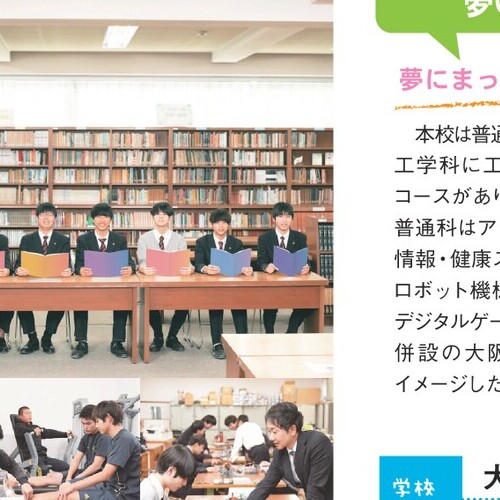 夢
夢にまっ
本校は普通
工学科に工
コースがあり
普通科はア
情報・健康ス
ロボット機械
デジタルゲー
併設の大阪
イメージした
学校
大